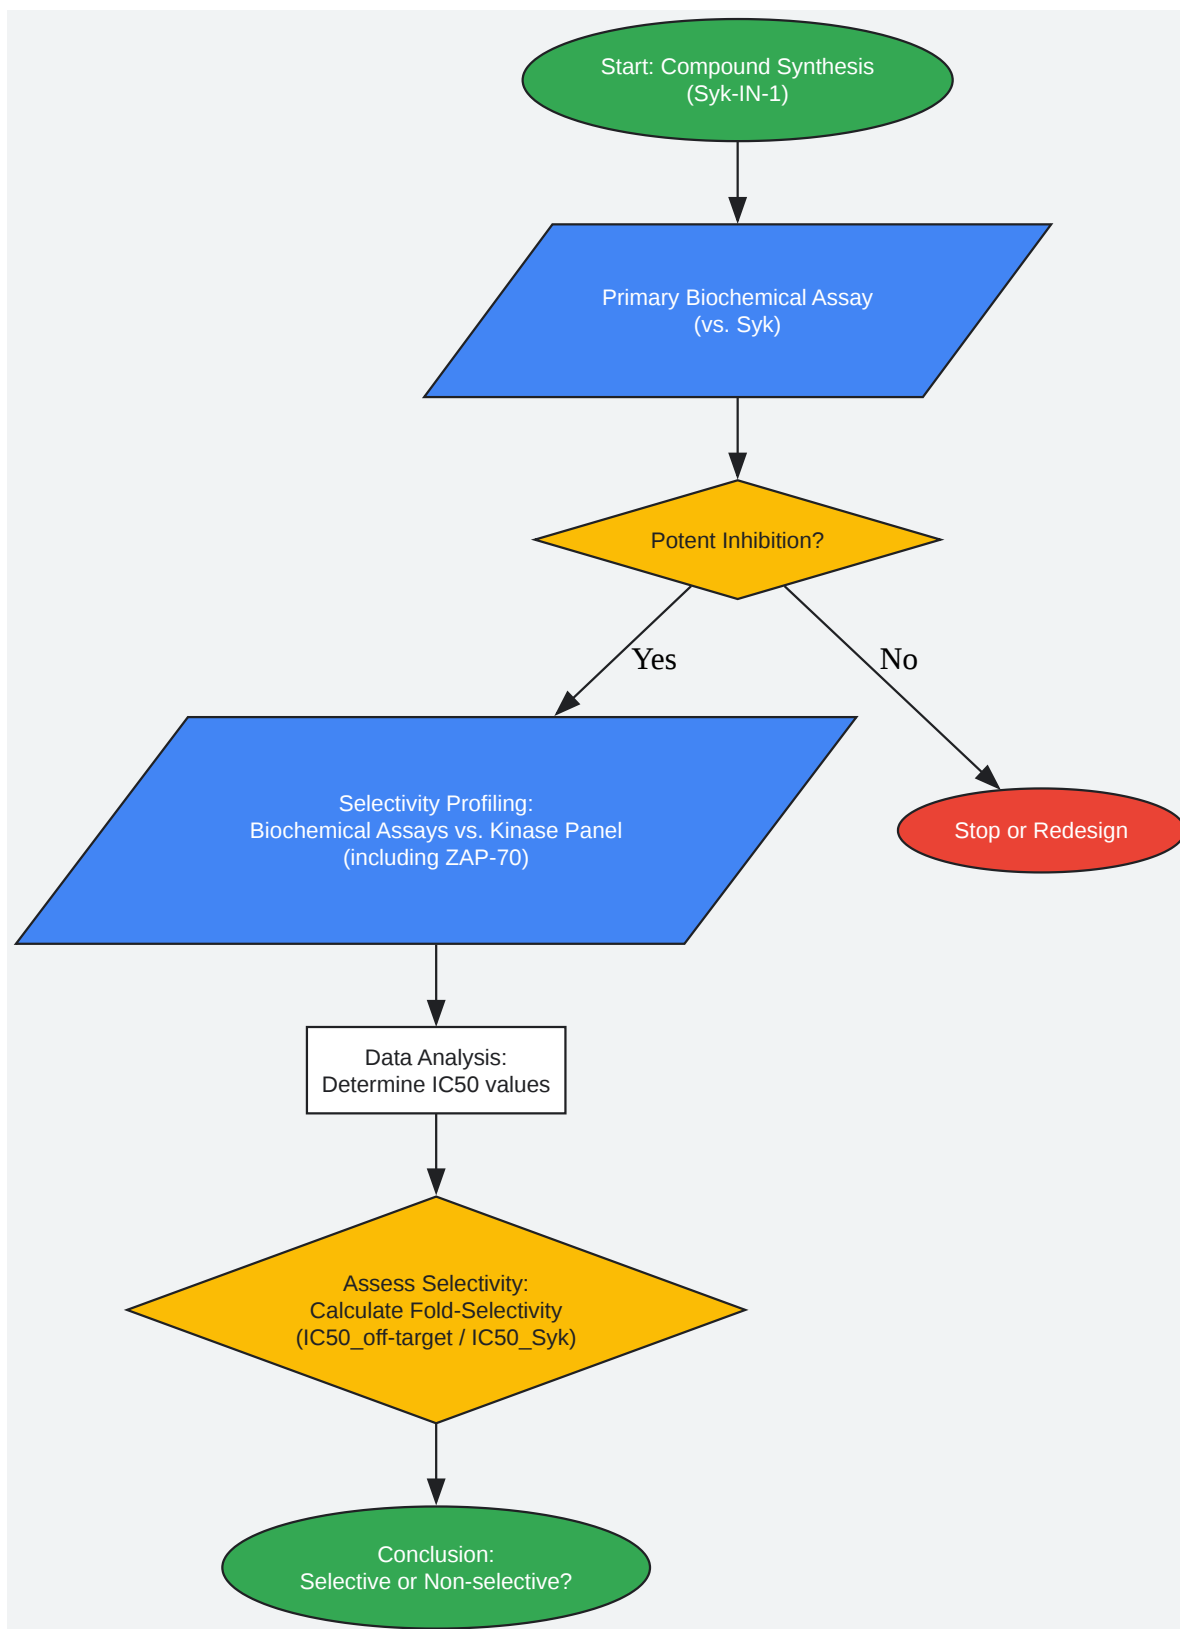 Start: Compound Synthesis
(Syk-IN-1)
Primary Biochemical Assay
(vs. Syk)
Potent Inhibition?
Yes
No
Selectivity Profiling:
Biochemical Assays vs. Kinase Panel
(including ZAP-70)
Stop or Redesign
Data Analysis:
Determine IC50 values
Assess Selectivity:
Calculate Fold-Selectivity
(IC50_off-target / IC50_Syk)
Conclusion:
Selective or Non-selective?